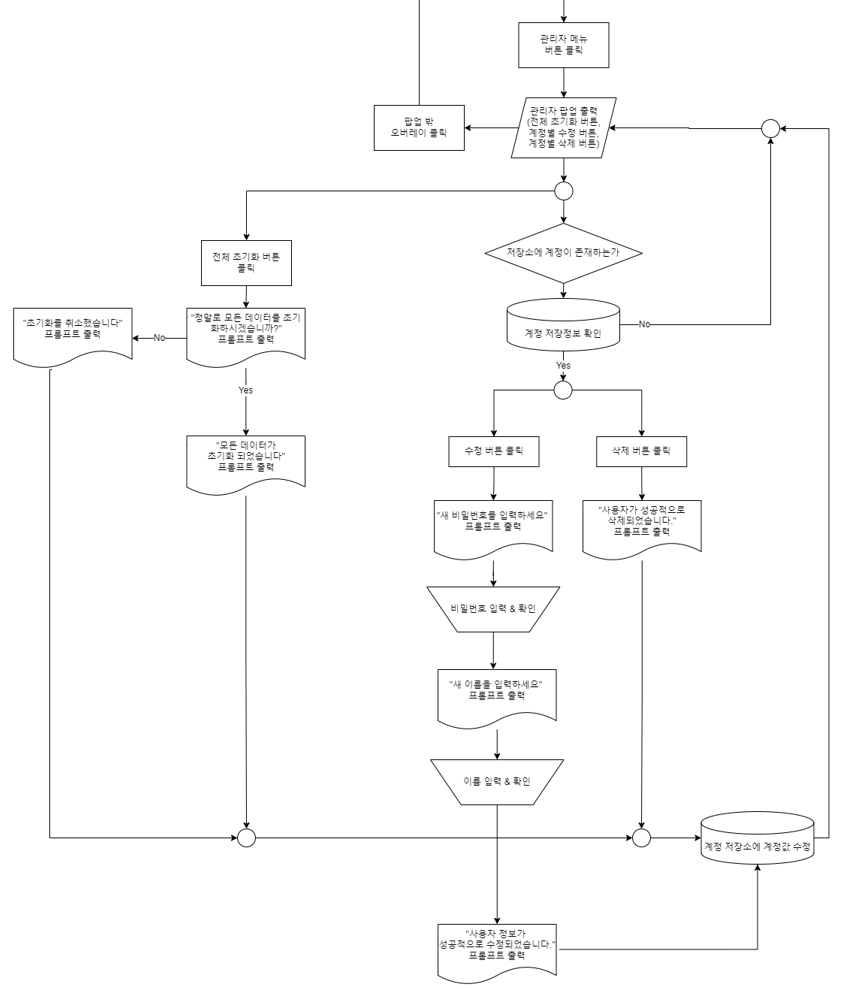 관리자 메뉴
버튼 클릭
관리자 팝업 출력
(전체 초기화 버튼,
계정별 수정 버튼,
계정별 삭제 버튼)
팝업 밖
오버레이 클릭
전체 초기화 버튼
클릭
저장소에 계정이 존재하는가
"초기화를 취소했습니다"
프롬프트 출력
No
"정말로 모든 데이터를 초기
화하시겠습니까?"
프롬프트 출력
계정 저장정보 확인
No
Yes
Yes
"모든 데이터가
초기화 되었습니다"
프롬프트 출력
수정 버튼 클릭
삭제 버튼 클릭
"새 비밀번호를 입력하세요"
프롬프트 출력
"사용자가 성공적으로
삭제되었습니다."
프롬프트 출력
비밀번호 입력 & 확인
"새 이름을 입력하세요"
프롬프트 출력
이름 입력 & 확인
계정 저장소에 계정값 수정
"사용자 정보가
성공적으로 수정되었습니다."
프롬프트 출력